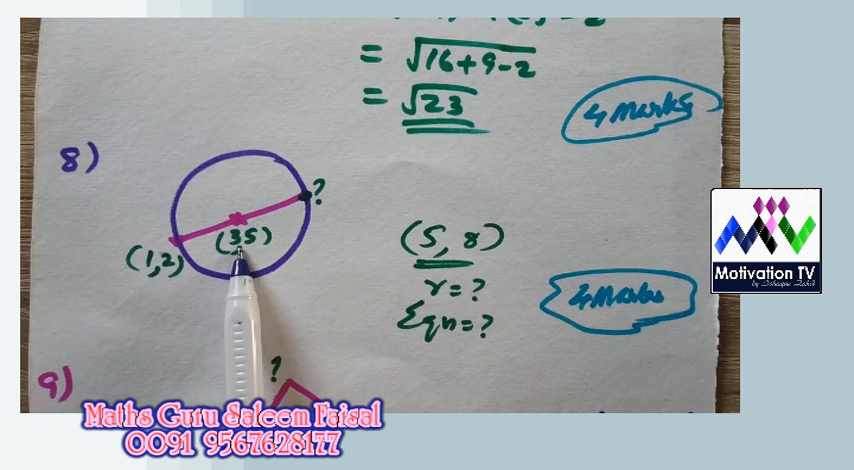 = √16+9-2
= √23
4 Marks
8)
?
(3 5)
(1,2)
(5, 8)
r = ?
Eqn = ?
4 Marks
9)
?
Motivation TV
Maths Guru Saleem Faisal
0091 9567628177